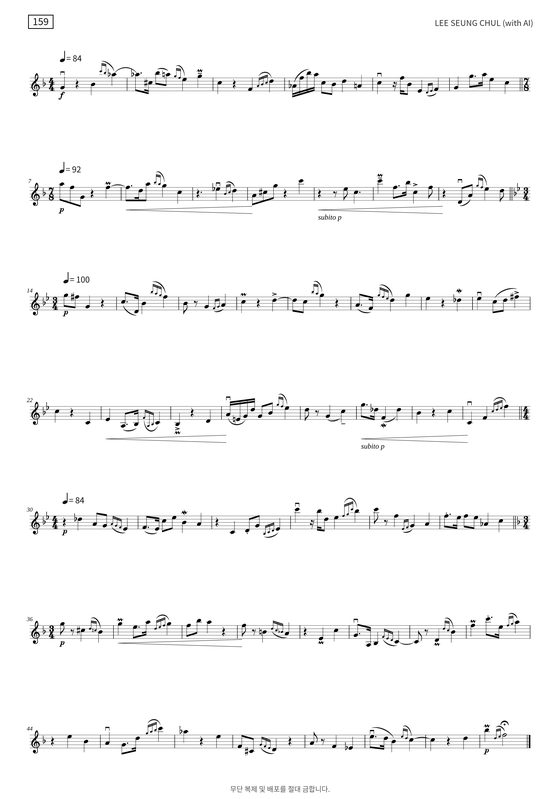 159
LEE SEUNG CHUL (with AI)
= 84
f
7
= 92
p
subito p
14
= 100
p
22
subito p
30
= 84
p
36
p
44
p
무단 복제 및 배포를 절대 금합니다.